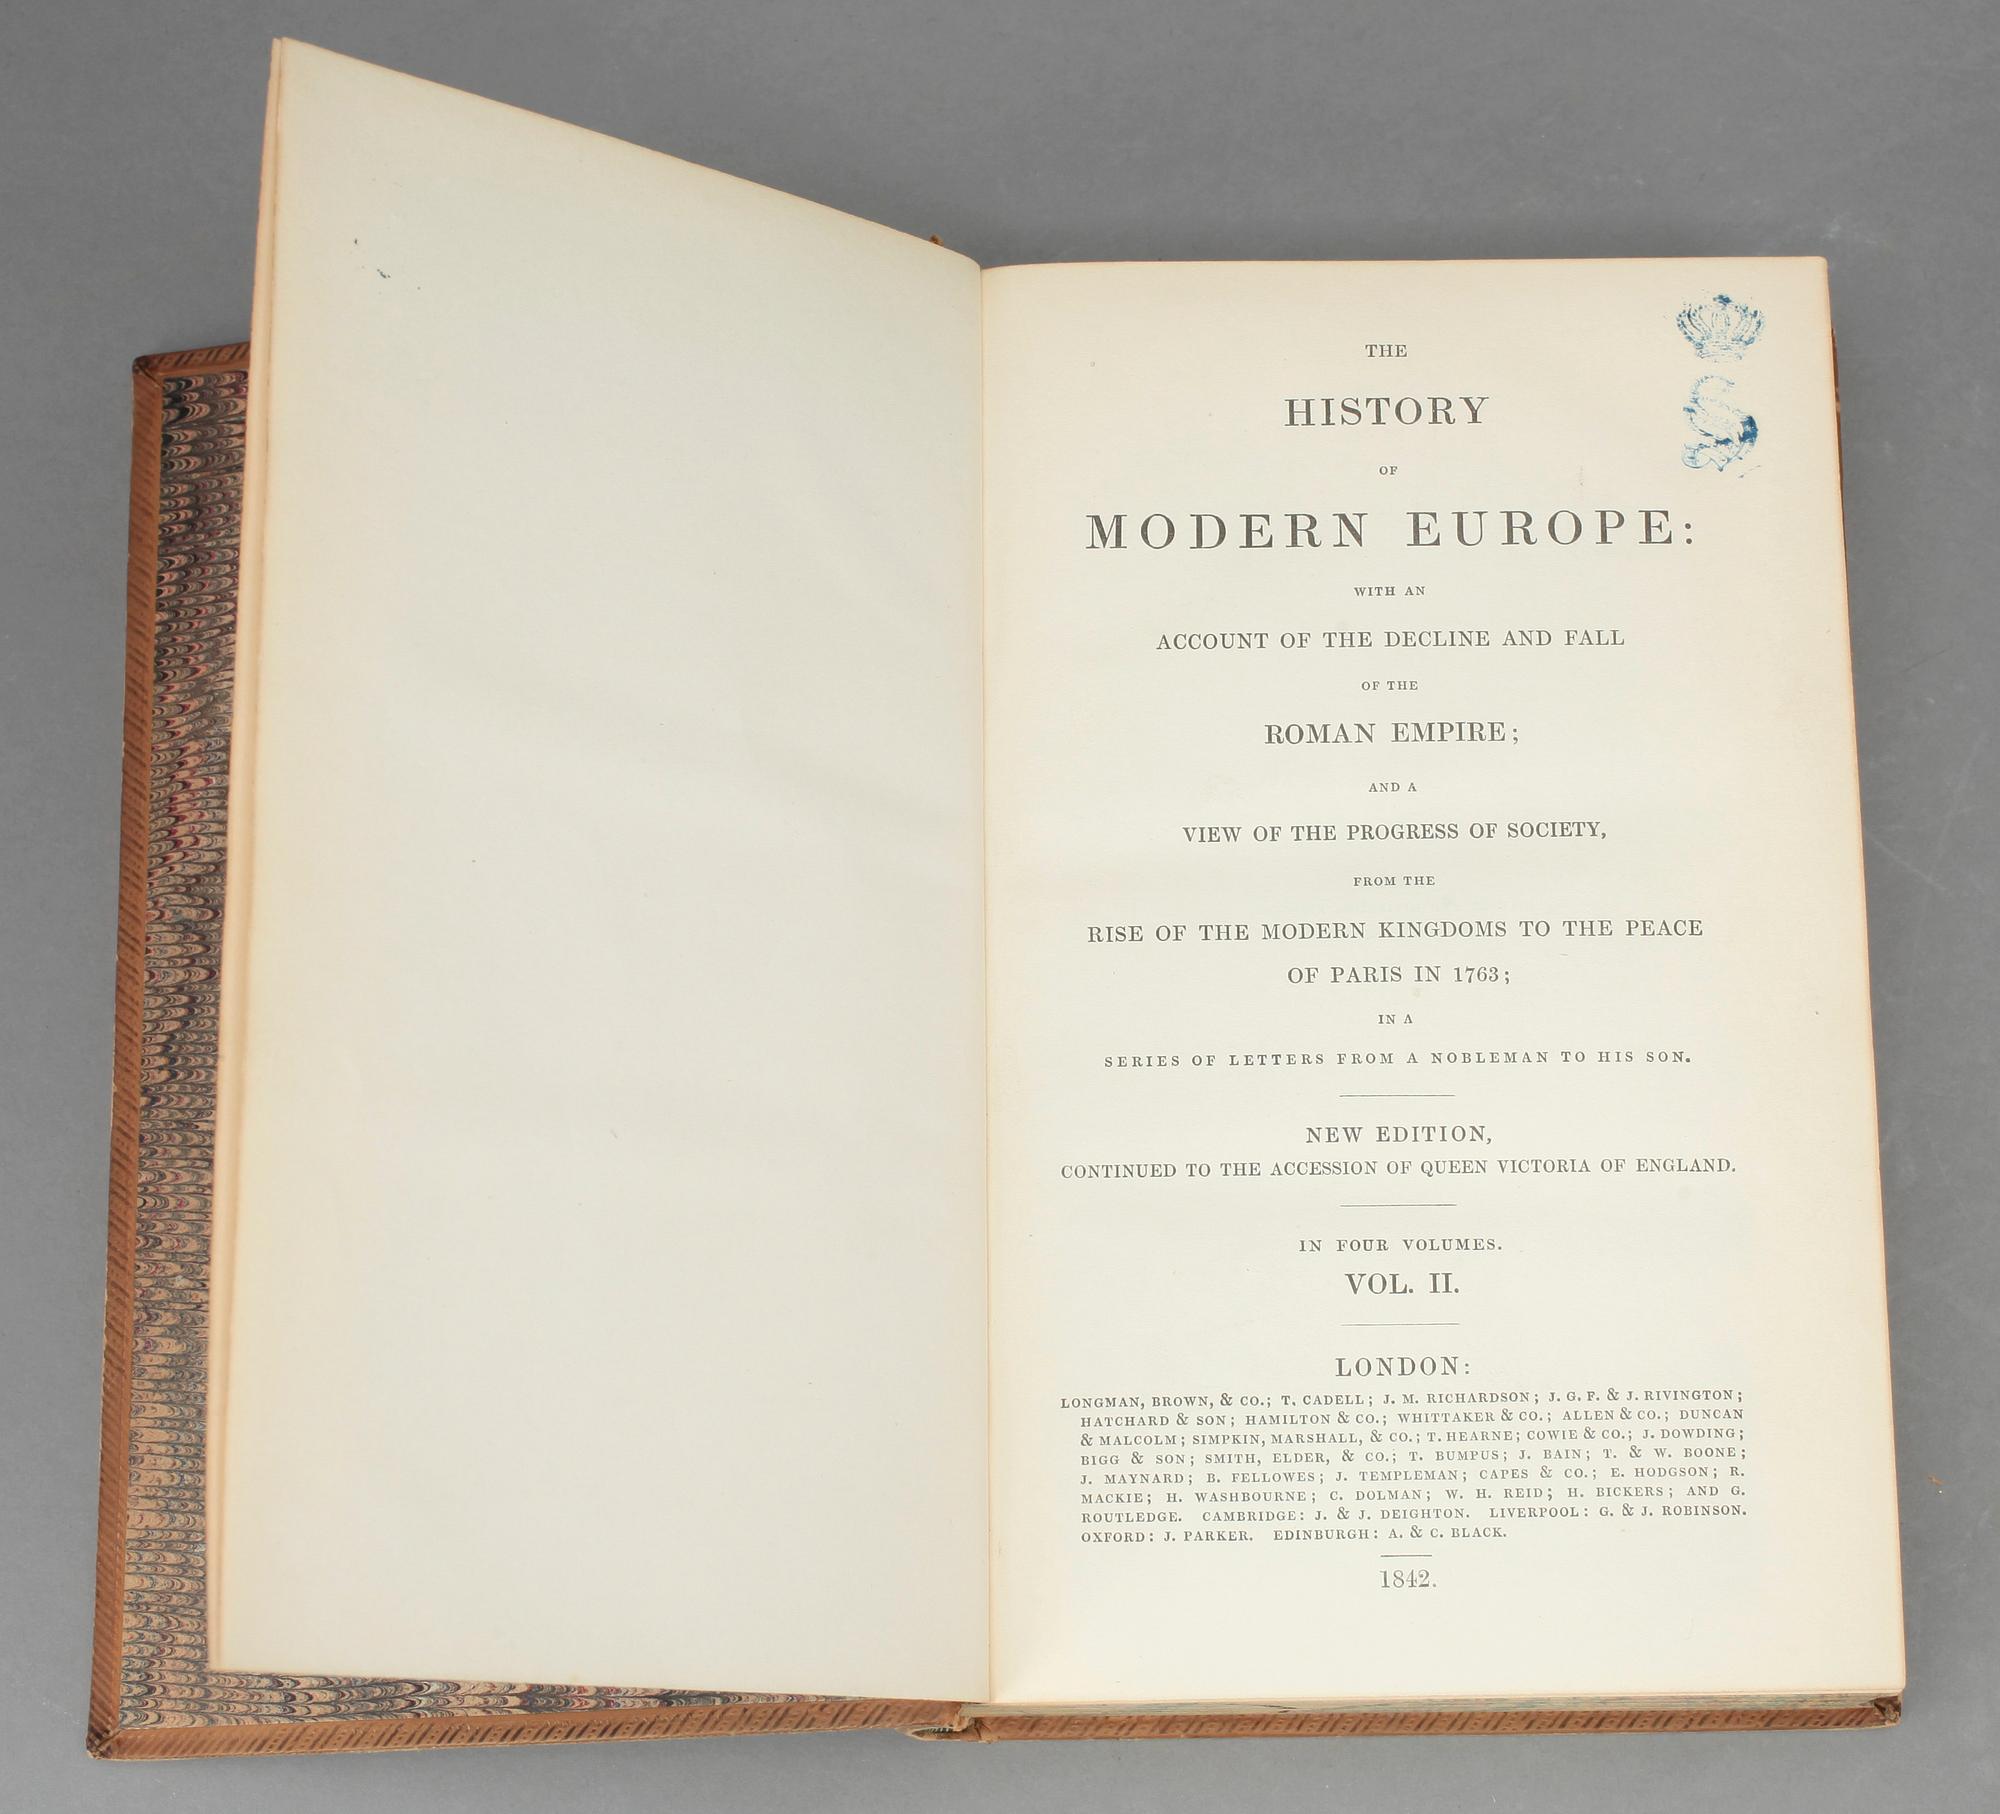 THE
HISTORY
OF
MODERN EUROPE:
WITH AN
ACCOUNT OF THE DECLINE AND FALL
OF THE
ROMAN EMPIRE;
AND A
VIEW OF THE PROGRESS OF SOCIETY,
FROM THE
RISE OF THE MODERN KINGDOMS TO THE PEACE
OF PARIS IN 1763;
IN A
SERIES OF LETTERS FROM A NOBLEMAN TO HIS SON.
NEW EDITION,
CONTINUED TO THE ACCESSION OF QUEEN VICTORIA OF ENGLAND.
IN FOUR VOLUMES.
VOL. II.
LONDON:
LONGMAN, BROWN, & CO.; T. CADELL; J. M. RICHARDSON; J. G. F. & J. RIVINGTON;
HATCHARD & SON; HAMILTON & CO.; WHITTAKER & CO.; ALLEN & CO.; DUNCAN
& MALCOLM; SIMPKIN, MARSHALL, & CO.; T. HEARNE; COWIE & CO.; J. DOWDING;
BIGG & SON; SMITH, ELDER, & CO.; T. BUMPUS; J. BAIN; T. & W. BOONE;
J. MAYNARD; B. FELLOWES; J. TEMPLEMAN; CAPES & CO.; E. HODGSON; R.
MACKIE; H. WASHBOURNE; C. DOLMAN; W. H. REID; H. BICKERS; AND G.
ROUTLEDGE. CAMBRIDGE: J. & J. DEIGHTON. LIVERPOOL: G. & J. ROBINSON.
OXFORD: J. PARKER. EDINBURGH: A. & C. BLACK.
1842.